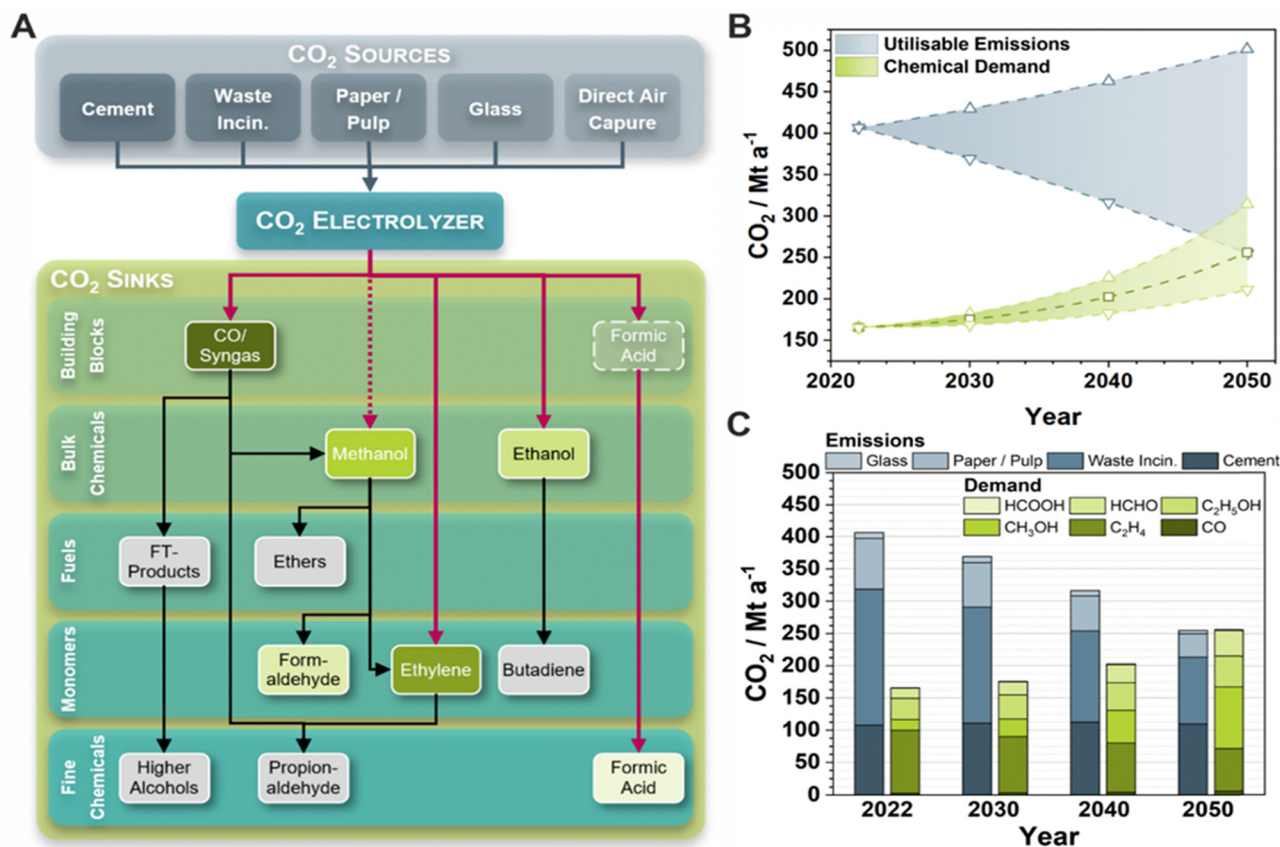 A
CO2 SOURCES
Cement
Waste
Incin.
Paper /
Pulp
Glass
Direct Air
Capure
CO2 ELECTROLYZER
CO2 SINKS
Building
Blocks
CO/
Syngas
Formic
Acid
Bulk
Chemicals
Methanol
Ethanol
Fuels
FT-
Products
Ethers
Monomers
Form-
aldehyde
Ethylene
Butadiene
Fine
Chemicals
Higher
Alcohols
Propion-
aldehyde
Formic
Acid
B
Utilisable Emissions
Chemical Demand
CO2 / Mt a-1
500
450
400
350
300
250
200
150
2020 2030 2040 2050
Year
C
Emissions
Glass Paper / Pulp Waste Incin. Cement
Demand
HCOOH HCHO C2H5OH
CH3OH C2H4 CO
CO2 / Mt a-1
500
450
400
350
300
250
200
150
100
50
0
2022 2030 2040 2050
Year